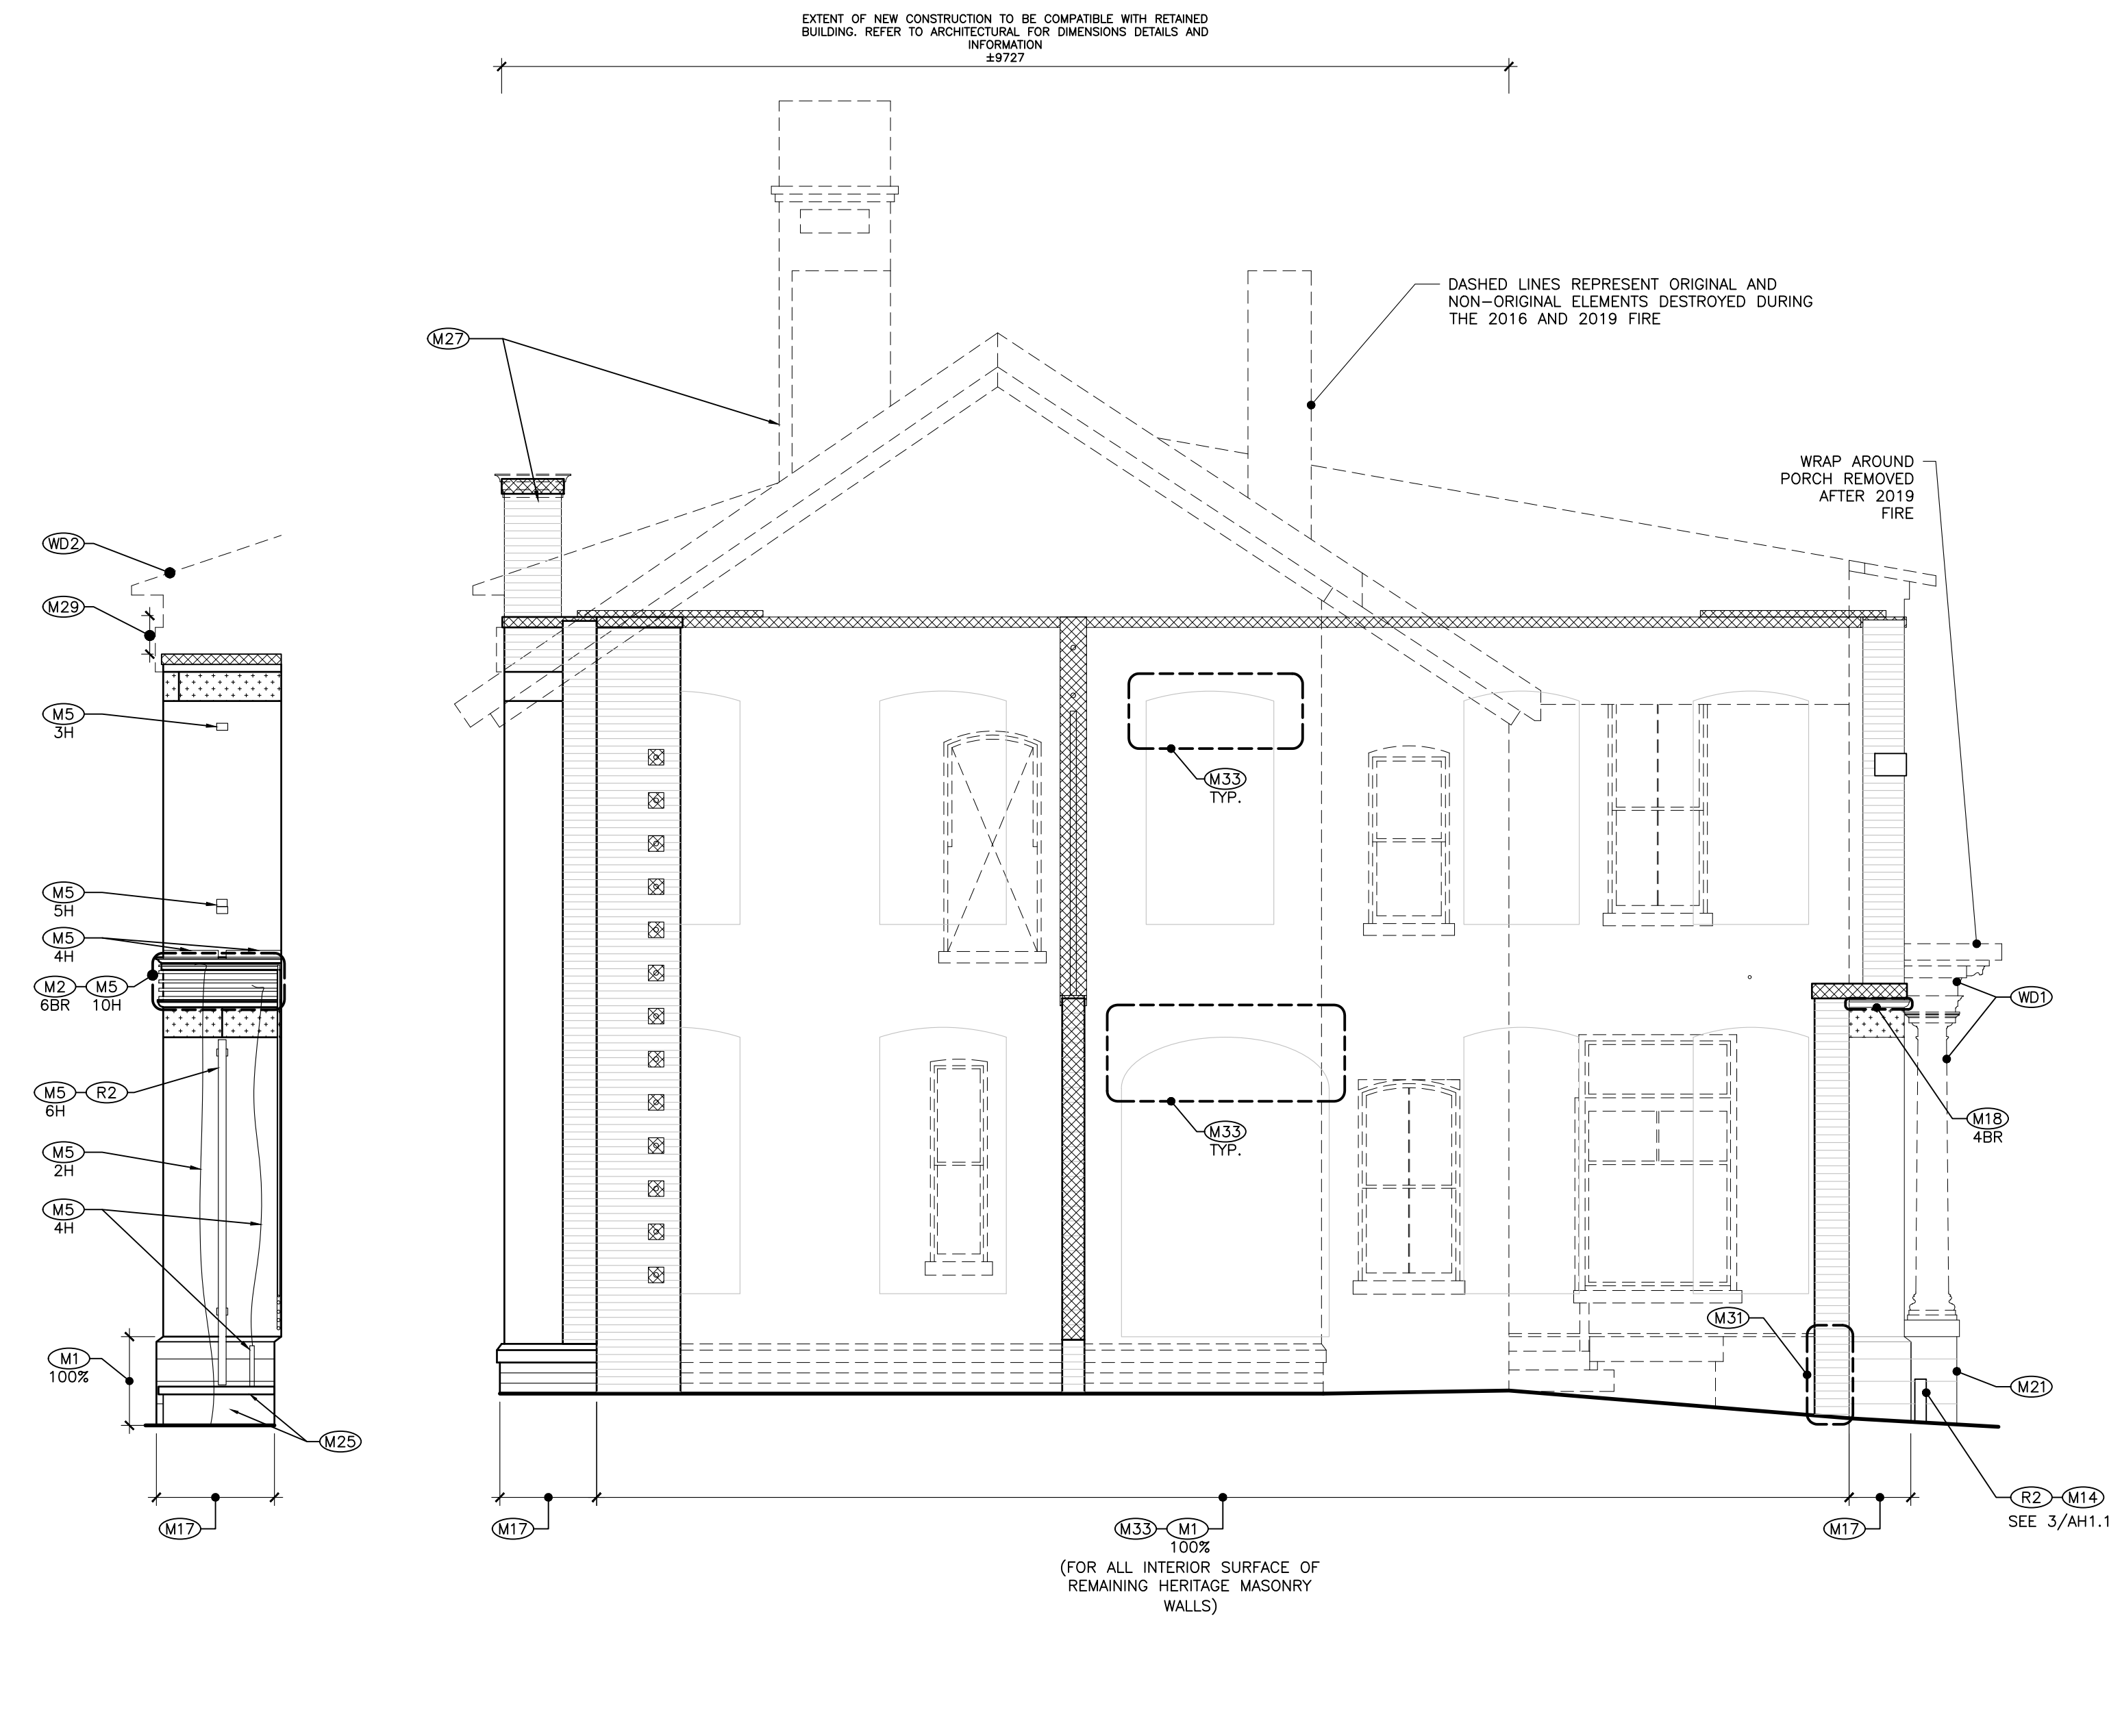 EXTENT OF NEW CONSTRUCTION TO BE COMPATIBLE WITH RETAINED
BUILDING. REFER TO ARCHITECTURAL FOR DIMENSIONS DETAILS AND
INFORMATION
±9727
DASHED LINES REPRESENT ORIGINAL AND
NON-ORIGINAL ELEMENTS DESTROYED DURING
THE 2016 AND 2019 FIRE
M27
WRAP AROUND
PORCH REMOVED
AFTER 2019
FIRE
WD2
M29
M5
3H
M33
TYP.
M5
5H
M5
4H
M2 M5
6BR 10H
WD1
M5 R2
6H
M18
4BR
M33
TYP.
M5
2H
M5
4H
M31
M1
100%
M21
M25
M17
M17
M33 M1
100%
(FOR ALL INTERIOR SURFACE OF
REMAINING HERITAGE MASONRY
WALLS)
M17
R2 M14
SEE 3/AH1.1